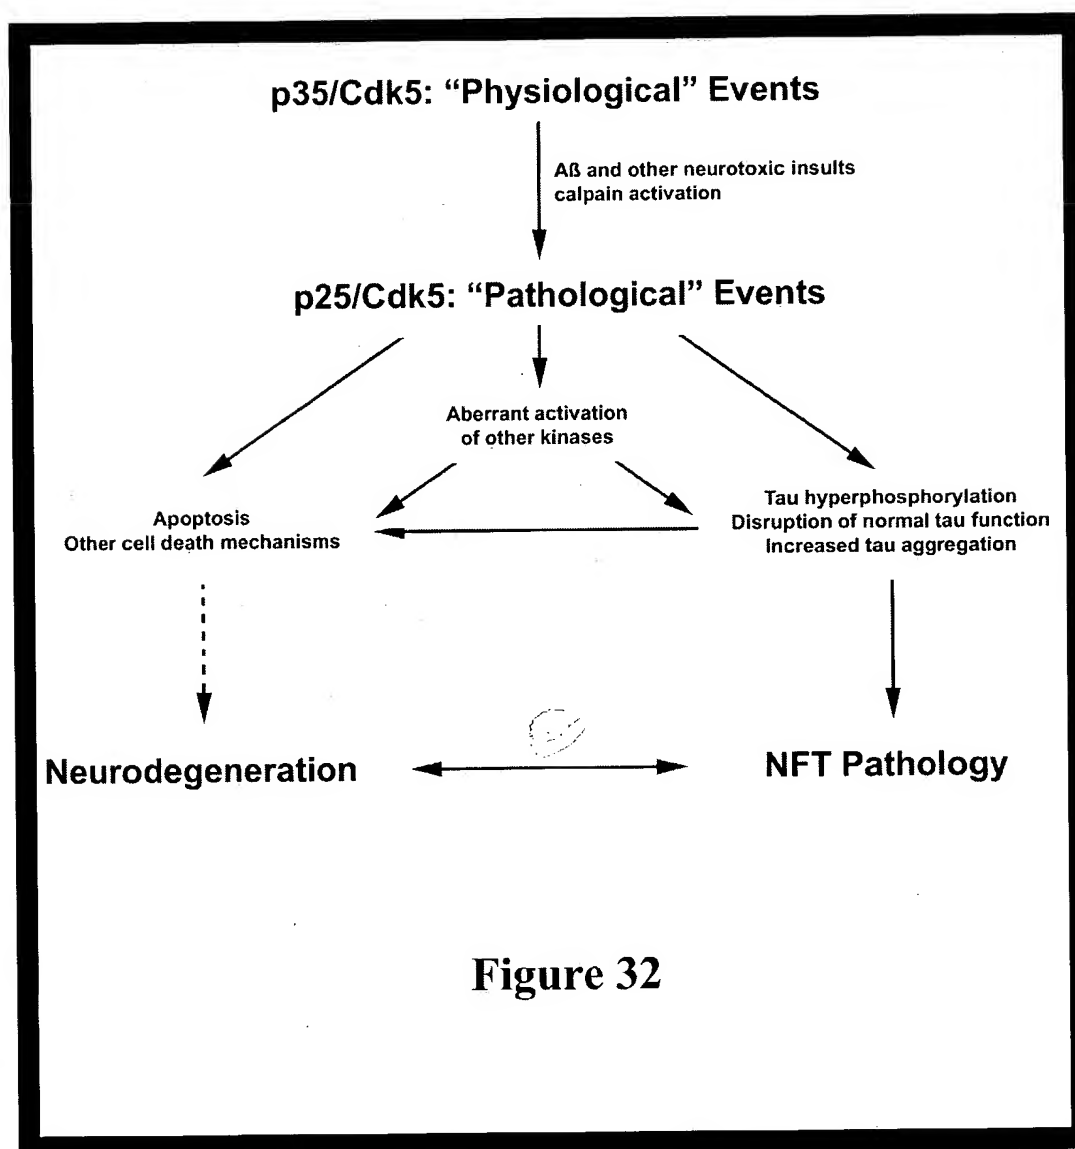 p35/Cdk5: “Physiological” Events
Aß and other neurotoxic insults
calpain activation
p25/Cdk5: “Pathological” Events
Aberrant activation
of other kinases
Apoptosis
Other cell death mechanisms
Tau hyperphosphorylation
Disruption of normal tau function
Increased tau aggregation
Neurodegeneration
NFT Pathology
Figure 32